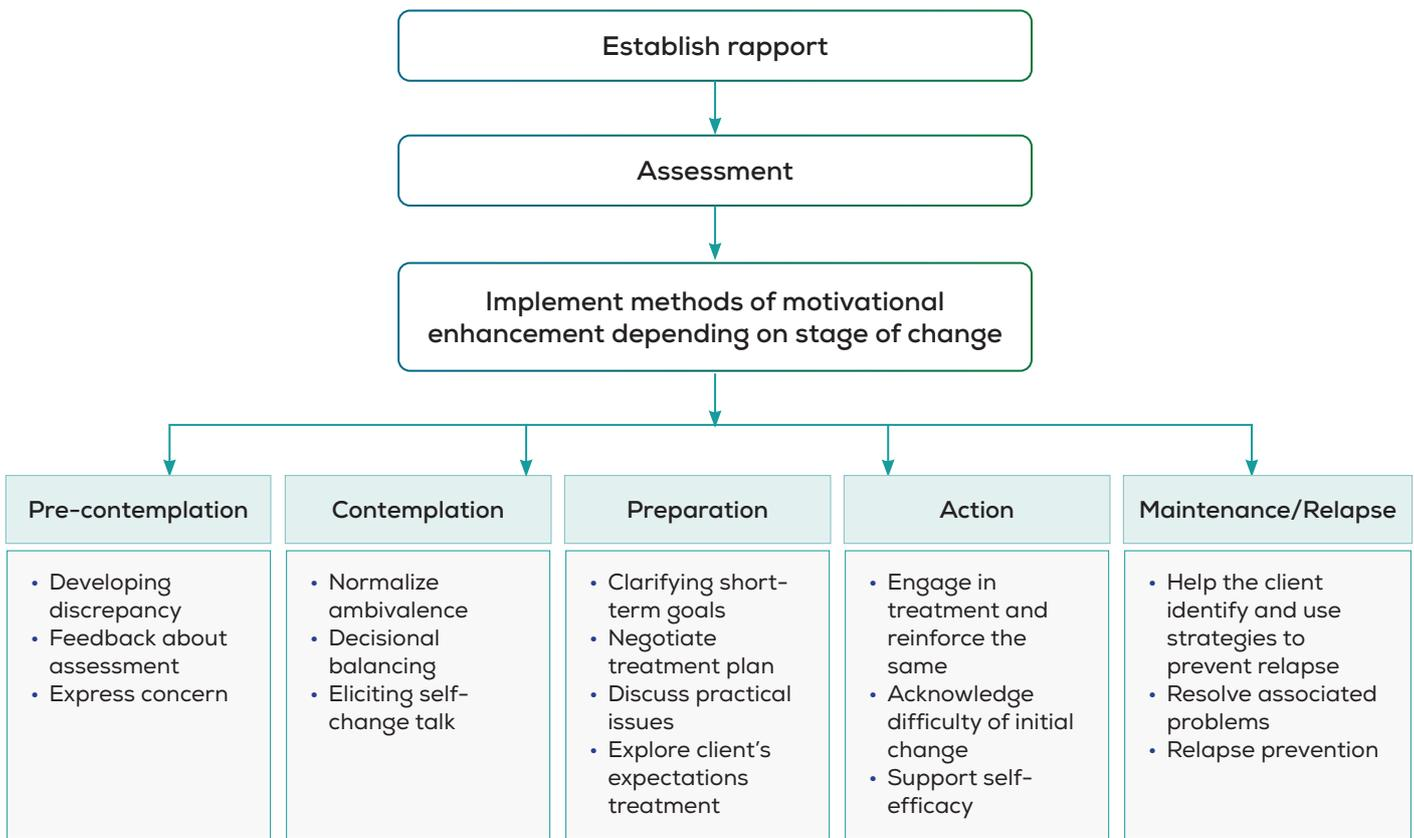 Establish rapport
Assessment
Implement methods of motivational
enhancement depending on stage of change
Pre-contemplation
• Developing
discrepancy
• Feedback about
assessment
• Express concern
Contemplation
• Normalize
ambivalence
• Decisional
balancing
• Eliciting self-
change talk
Preparation
• Clarifying short-
term goals
• Negotiate
treatment plan
• Discuss practical
issues
• Explore client's
expectations
treatment
Action
• Engage in
treatment and
reinforce the
same
• Acknowledge
difficulty of initial
change
• Support self-
efficacy
Maintenance/Relapse
• Help the client
identify and use
strategies to
prevent relapse
• Resolve associated
problems
• Relapse prevention